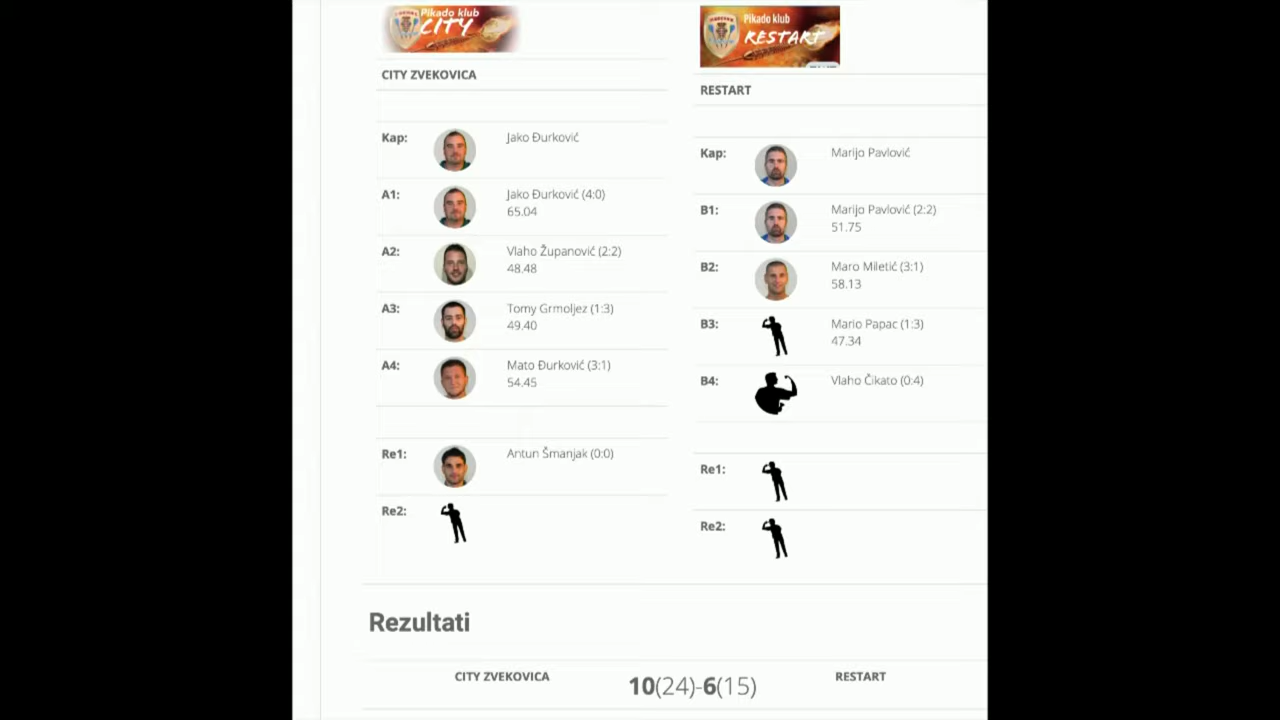 Pikado klub
CITY
CITY ZVEKOVICA
Kap: Jako Đurković
A1: Jako Đurković (4:0)
65.04
A2: Vlaho Županović (2:2)
48.48
A3: Tomy Grmoljez (1:3)
49.40
A4: Mato Đurković (3:1)
54.45
Re1: Antun Šmanjak (0:0)
Re2:
Pikado klub
RESTART
RESTART
Kap: Marijo Pavlović
B1: Marijo Pavlović (2:2)
51.75
B2: Maro Miletić (3:1)
58.13
B3: Mario Papac (1:3)
47.34
B4: Vlaho Čikato (0:4)
Re1:
Re2:
Rezultati
CITY ZVEKOVICA 10(24)-6(15) RESTART